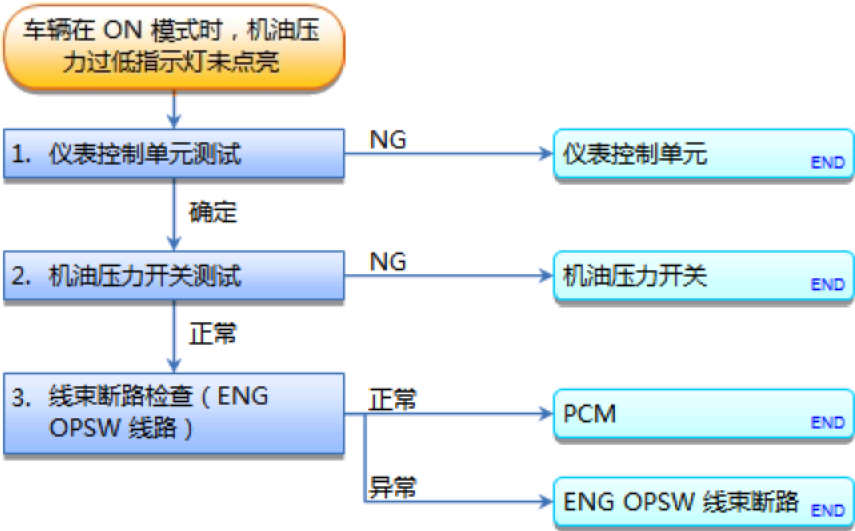 车辆在 ON 模式时，机油压
力过低指示灯未点亮
1. 仪表控制单元测试
NG
仪表控制单元
END
确定
2. 机油压力开关测试
NG
机油压力开关
END
正常
3. 线束断路检查（ENG
OPSW 线路）
正常
PCM
END
异常
ENG OPSW 线束断路
END